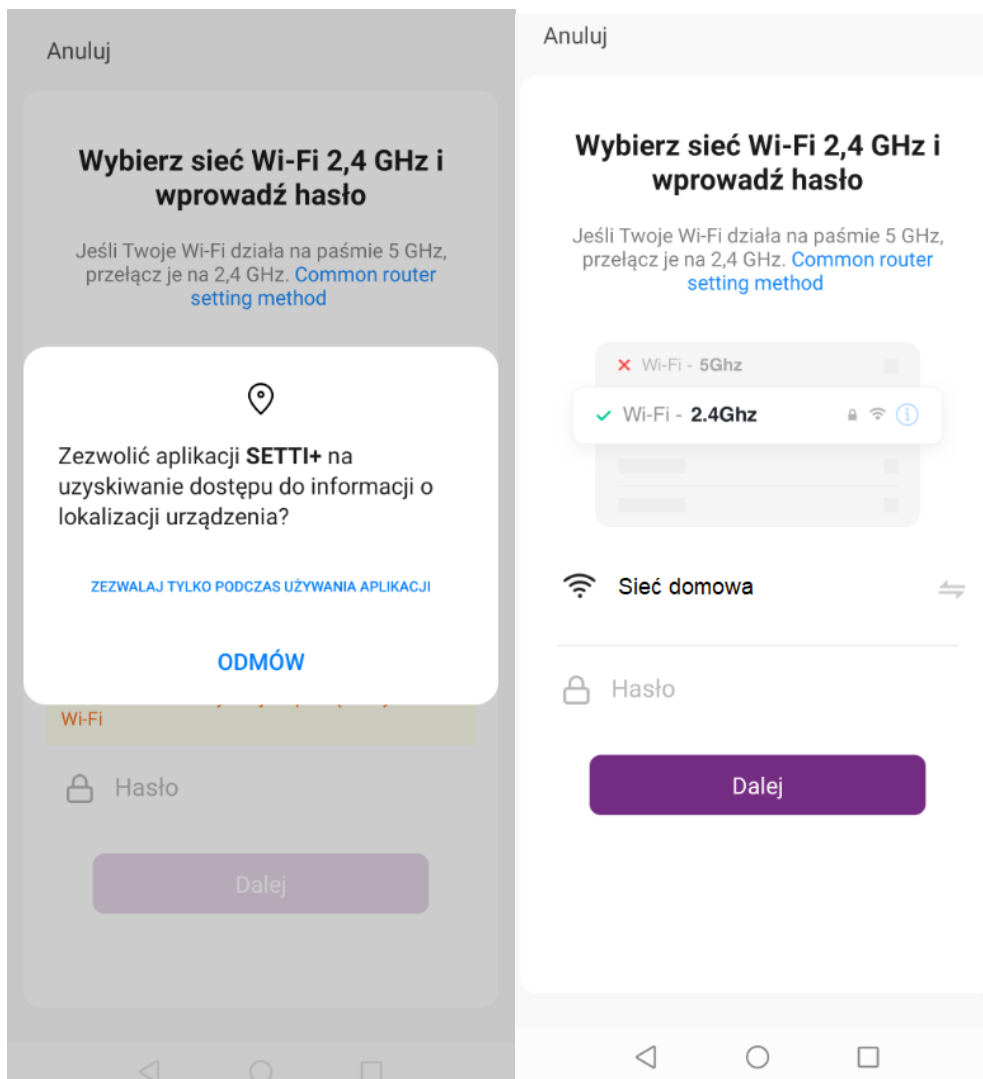 Anuluj
Wybierz sieć Wi-Fi 2,4 GHz i
wprowadź hasło
Jeśli Twoje Wi-Fi działa na paśmie 5 GHz,
przełącz je na 2,4 GHz. Common router
setting method
Zezwolić aplikacji SETTI+ na
uzyskiwanie dostępu do informacji o
lokalizacji urządzenia?
ZEZWALAJ TYLKO PODCZAS UŻYWANIA APLIKACJI
ODMÓW
Wi-Fi
Hasło
Dalej
Anuluj
Wybierz sieć Wi-Fi 2,4 GHz i
wprowadź hasło
Jeśli Twoje Wi-Fi działa na paśmie 5 GHz,
przełącz je na 2,4 GHz. Common router
setting method
Wi-Fi - 5Ghz
Wi-Fi - 2.4Ghz
Sieć domowa
Hasło
Dalej